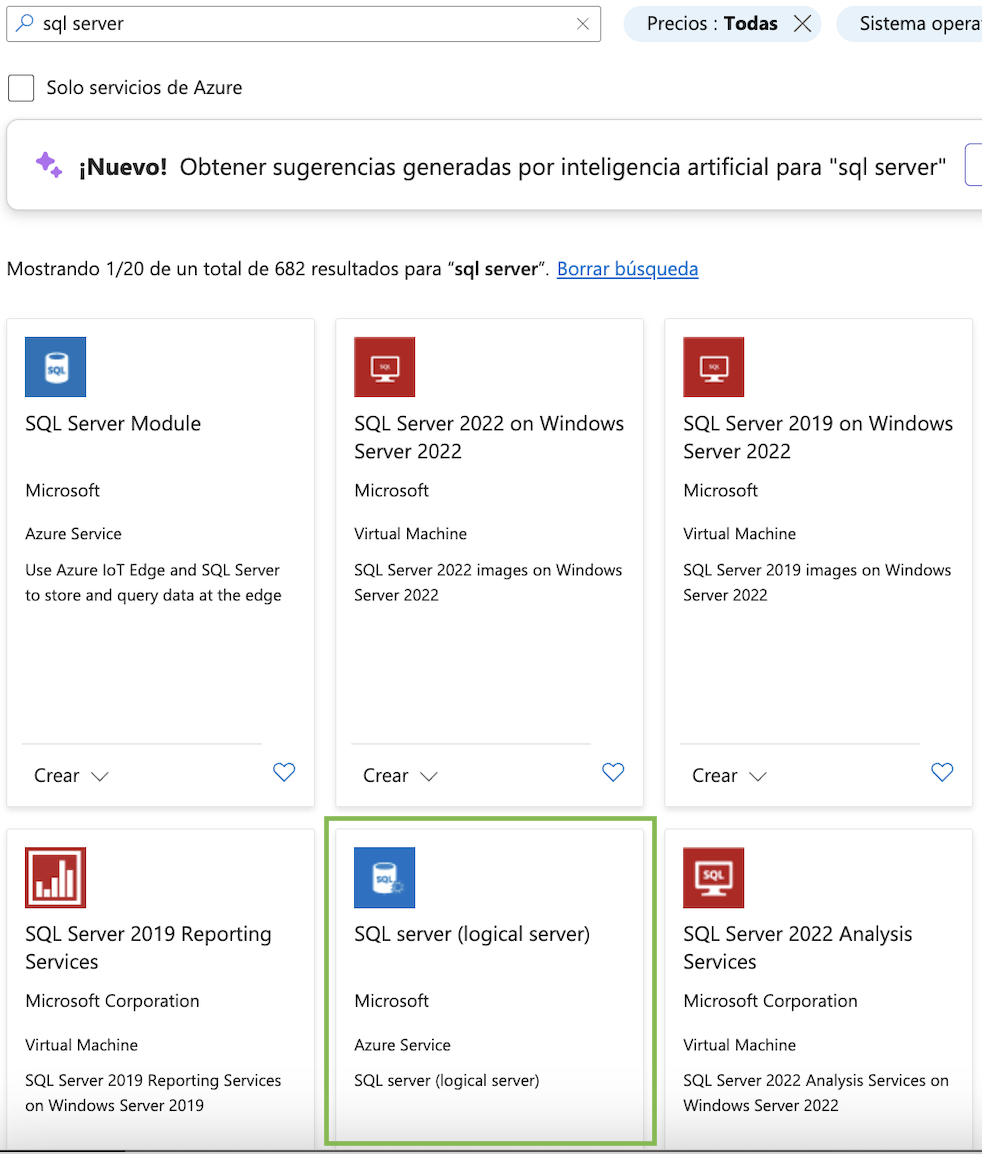 sql server
Precios : Todas
Sistema opera
Solo servicios de Azure
¡Nuevo! Obtener sugerencias generadas por inteligencia artificial para "sql server"
Mostrando 1/20 de un total de 682 resultados para “sql server”. Borrar búsqueda
SQL
SQL Server Module
Microsoft
Azure Service
Use Azure IoT Edge and SQL Server
to store and query data at the edge
Crear
SQL
SQL Server 2022 on Windows
Server 2022
Microsoft
Virtual Machine
SQL Server 2022 images on Windows
Server 2022
Crear
SQL
SQL Server 2019 on Windows
Server 2022
Microsoft
Virtual Machine
SQL Server 2019 images on Windows
Server 2022
Crear
SQL Server 2019 Reporting
Services
Microsoft Corporation
Virtual Machine
SQL Server 2019 Reporting Services
on Windows Server 2019
SQL
SQL server (logical server)
Microsoft
Azure Service
SQL server (logical server)
SQL
SQL Server 2022 Analysis
Services
Microsoft Corporation
Virtual Machine
SQL Server 2022 Analysis Services on
Windows Server 2022